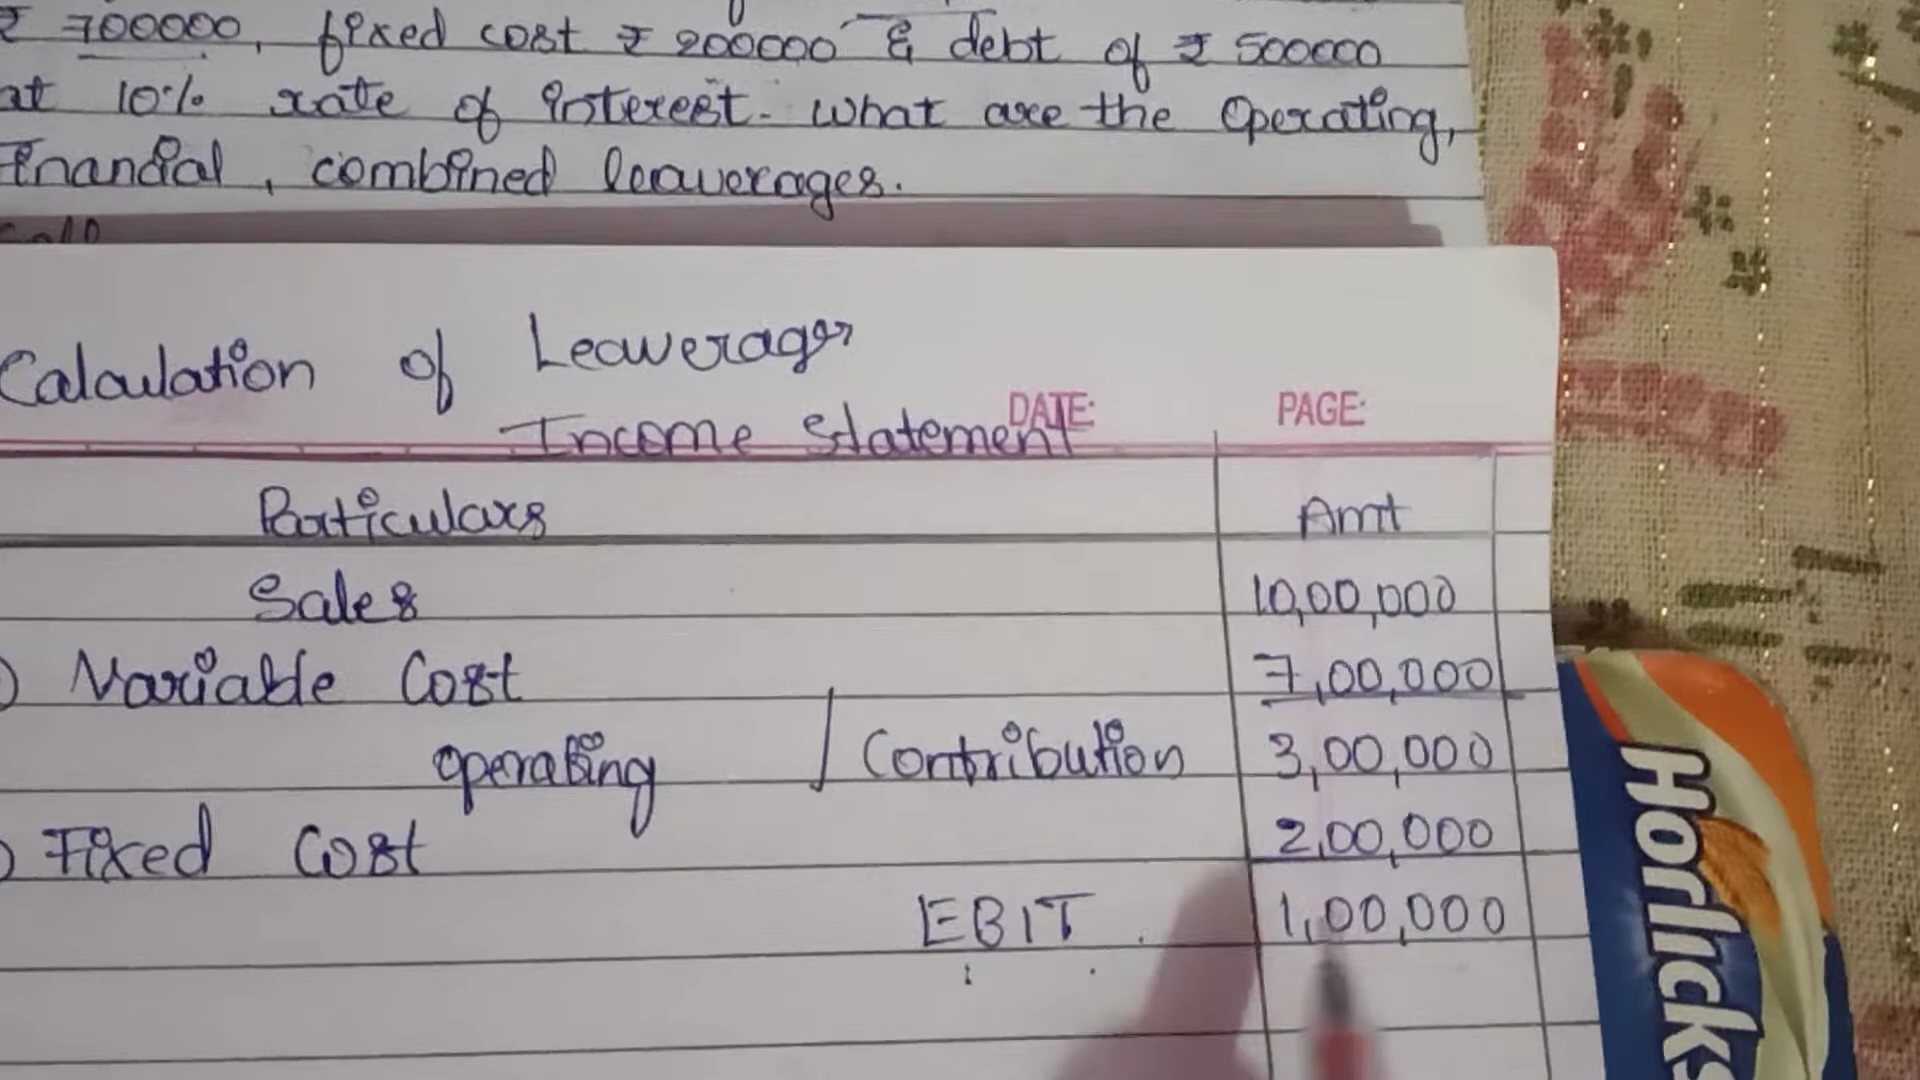 ₹ 700000, fixed cost ₹ 200000 & debt of ₹ 500000
at 10% rate of interest. What are the operating,
financial, combined leaverages.
Calculation of Leaverages
Income Statement
DATE: PAGE:
Particulars Amt
Sales 10,00,000
) Variable Cost 7,00,000
operating / Contribution 3,00,000
) Fixed Cost 2,00,000
EBIT 1,00,000
Horlicks